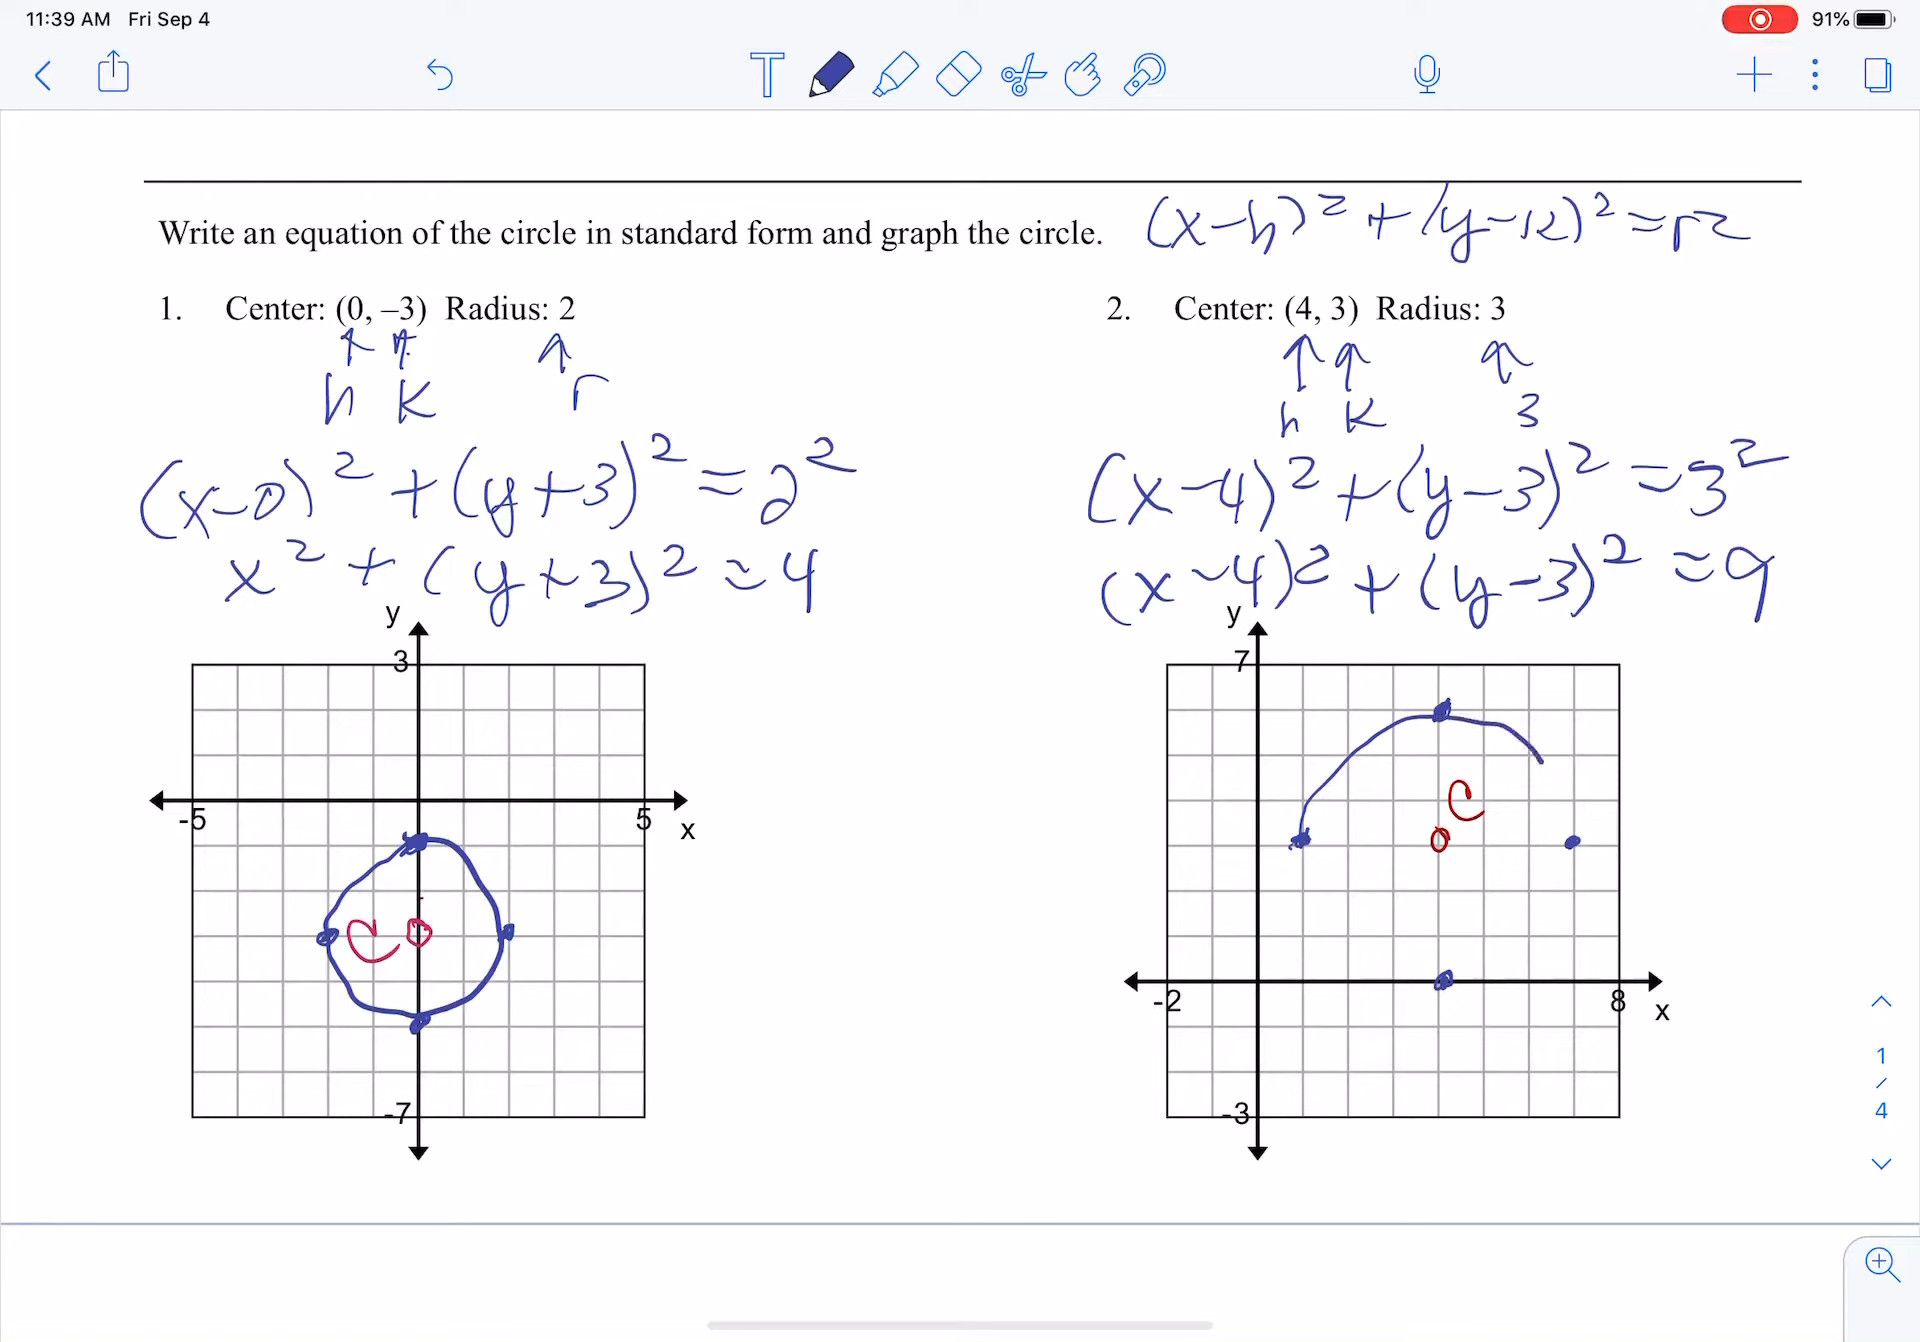 11:39 AM Fri Sep 4
91%
T
Write an equation of the circle in standard form and graph the circle. (x-h)² + (y-k)² = r²
1. Center: (0, –3) Radius: 2
h k r
(x-0)² + (y+3)² = 2²
x² + (y+3)² = 4
y
3
-5
5
x
C
-7
2. Center: (4, 3) Radius: 3
h k 3
(x-4)² + (y-3)² = 3²
(x-4)² + (y-3)² = 9
y
7
C
-2
8
x
-3
1
/
4